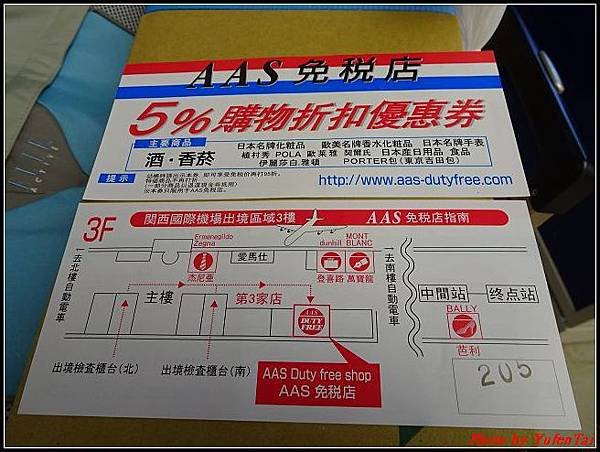 AAS 免税店
5% 購物折扣優惠券
主要商品
酒・香菸
日本名牌化粧品 歐美名牌香水化粧品 日本名牌手表
植村秀 POLA 歐萊雅 契爾氏 日本産日用品 食品
伊麗莎白.雅頓 PORTER包(東京吉田包)
提示
http://www.aas-dutyfree.com
3F
関西國際機場出境區域3樓
AAS 免税店指南
去北樓自動電車
Ermenegildo
Zegna
愛馬仕
dunhill
MONT
BLANC
杰尼亞
登喜路
萬寶龍
去南樓自動電車
中間站
终点站
主樓
第3家店
AAS
DUTY
FREE
BALLY
芭利
出境檢查櫃台(北)
出境檢查櫃台(南)
AAS Duty free shop
AAS 免税店
205
Photo by YufenTai